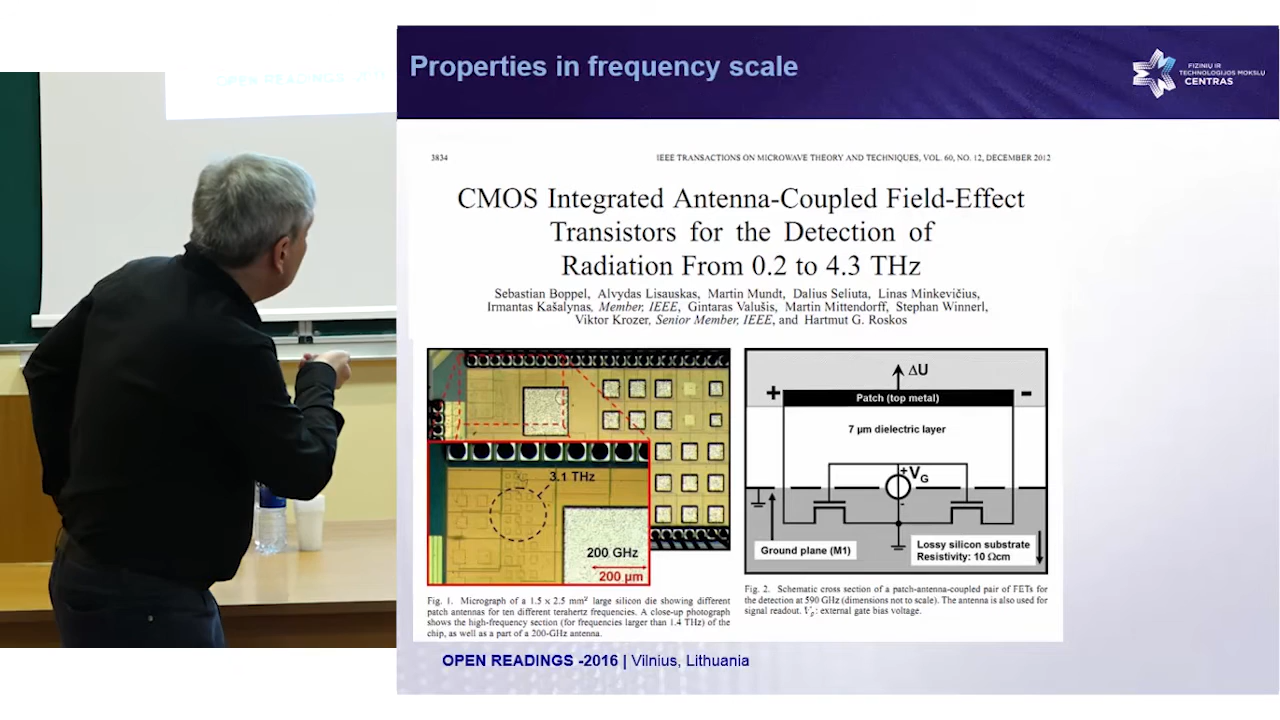 OPEN READINGS -201
Properties in frequency scale
FIZINIŲ IR
TECHNOLOGIJOS MOKSLŲ
CENTRAS
3834
IEEE TRANSACTIONS ON MICROWAVE THEORY AND TECHNIQUES, VOL. 60, NO. 12, DECEMBER 2012
CMOS Integrated Antenna-Coupled Field-Effect
Transistors for the Detection of
Radiation From 0.2 to 4.3 THz
Sebastian Boppel, Alvydas Lisauskas, Martin Mundt, Dalius Seliuta, Linas Minkevičius,
Irmantas Kašalynas, Member, IEEE, Gintaras Valušis, Martin Mittendorff, Stephan Winnerl,
Viktor Krozer, Senior Member, IEEE, and Hartmut G. Roskos
3.1 THz
200 GHz
200 µm
ΔU
+
-
Patch (top metal)
7 µm dielectric layer
+
VG
-
Ground plane (M1)
Lossy silicon substrate
Resistivity: 10 Ωcm
Fig. 1. Micrograph of a 1.5 x 2.5 mm² large silicon die showing different
patch antennas for ten different terahertz frequencies. A close-up photograph
shows the high-frequency section (for frequencies larger than 1.4 THz) of the
chip, as well as a part of a 200-GHz antenna.
Fig. 2. Schematic cross section of a patch-antenna-coupled pair of FETs for
the detection at 590 GHz (dimensions not to scale). The antenna is also used for
signal readout. Vg: external gate bias voltage.
OPEN READINGS -2016 | Vilnius, Lithuania